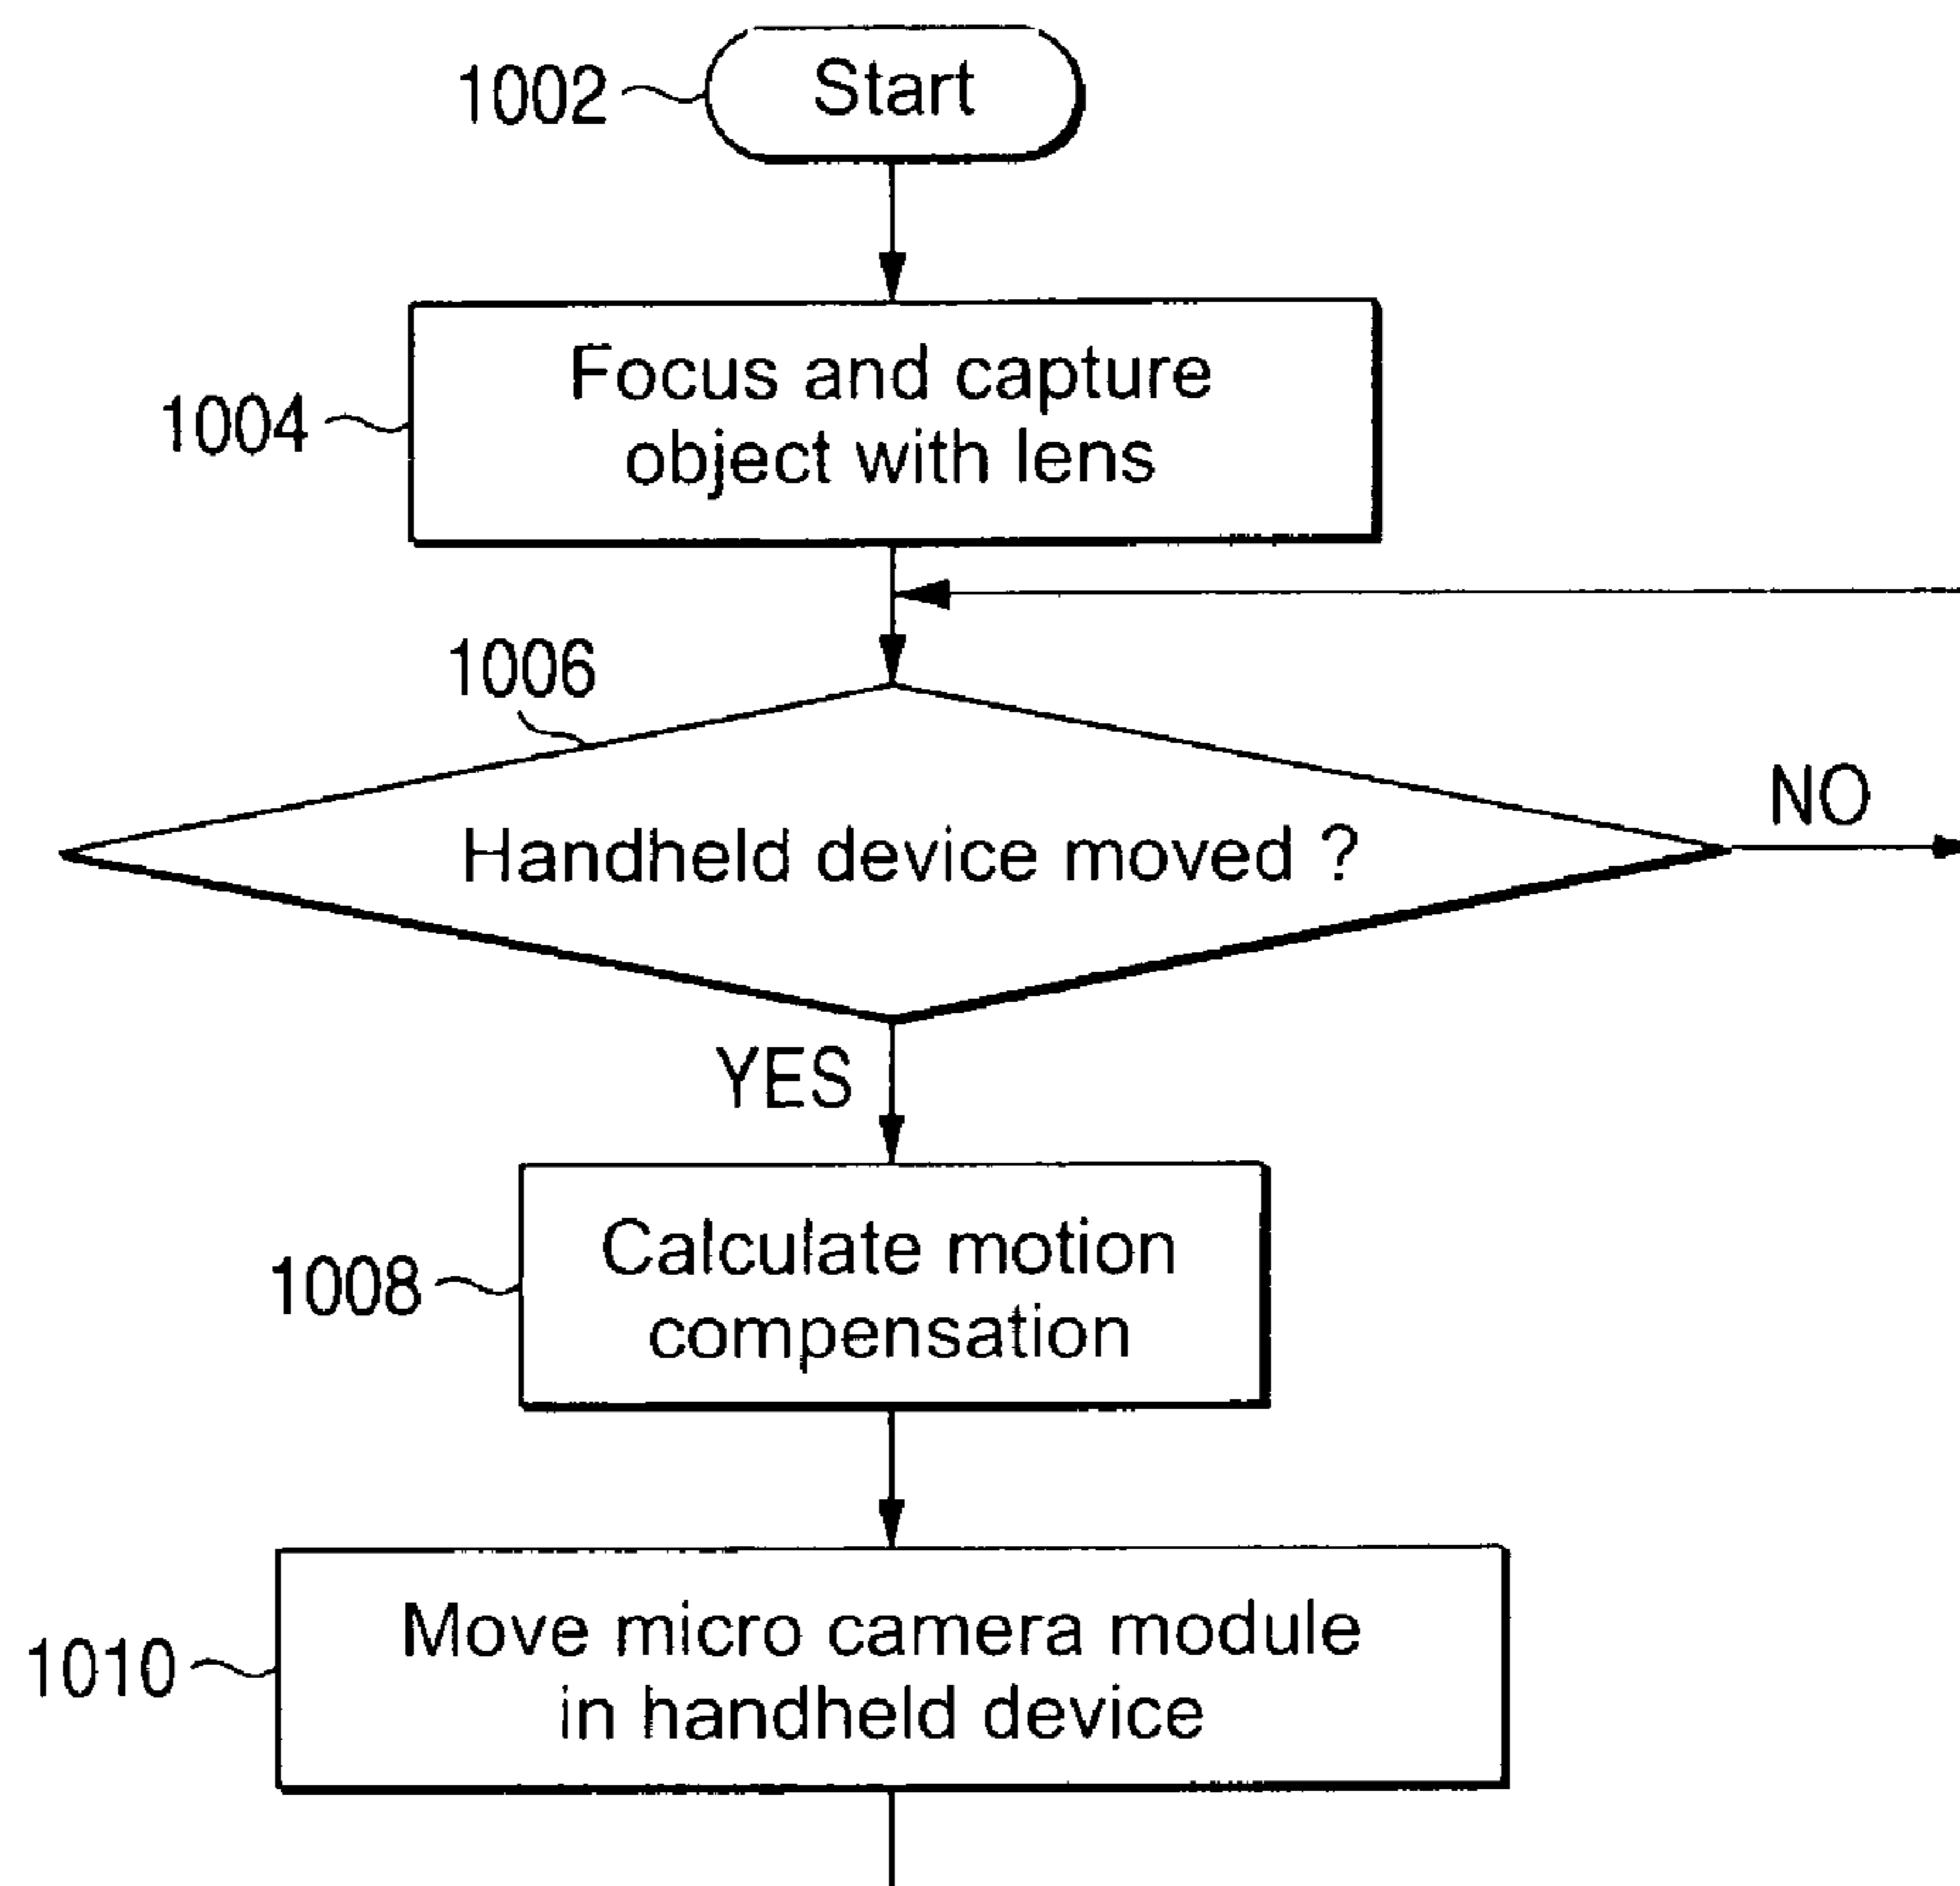 1002
Start
1004
Focus and capture
object with lens
1006
Handheld device moved ?
NO
YES
1008
Calculate motion
compensation
1010
Move micro camera module
in handheld device